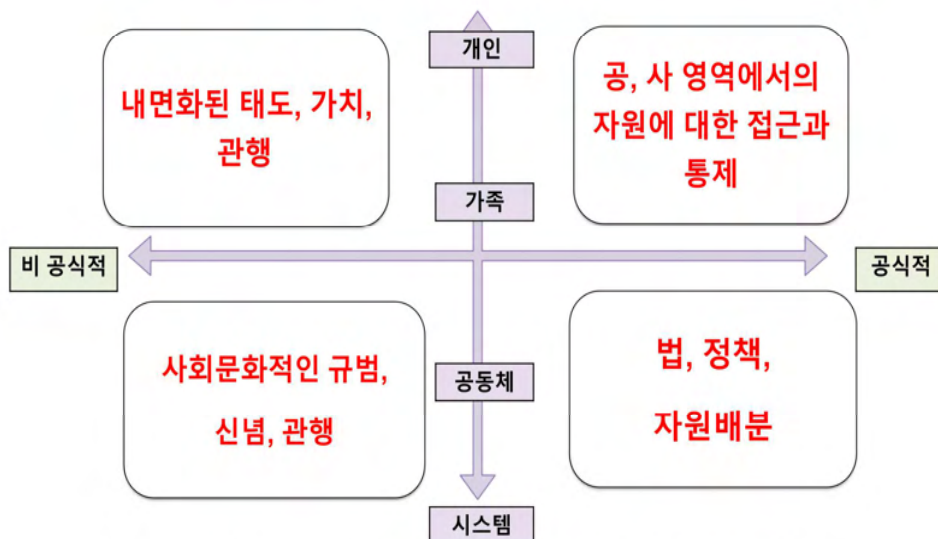 개인
내면화된 태도, 가치,
관행
공, 사 영역에서의
자원에 대한 접근과
통제
가족
비 공식적
공식적
사회문화적인 규범,
신념, 관행
공동체
법, 정책,
자원배분
시스템